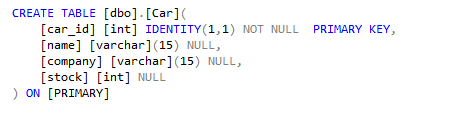 CREATE TABLE [dbo].[Car](
    [car_id] [int] IDENTITY(1,1) NOT NULL  PRIMARY KEY,
    [name] [varchar](15) NULL,
    [company] [varchar](15) NULL,
    [stock] [int] NULL
) ON [PRIMARY]